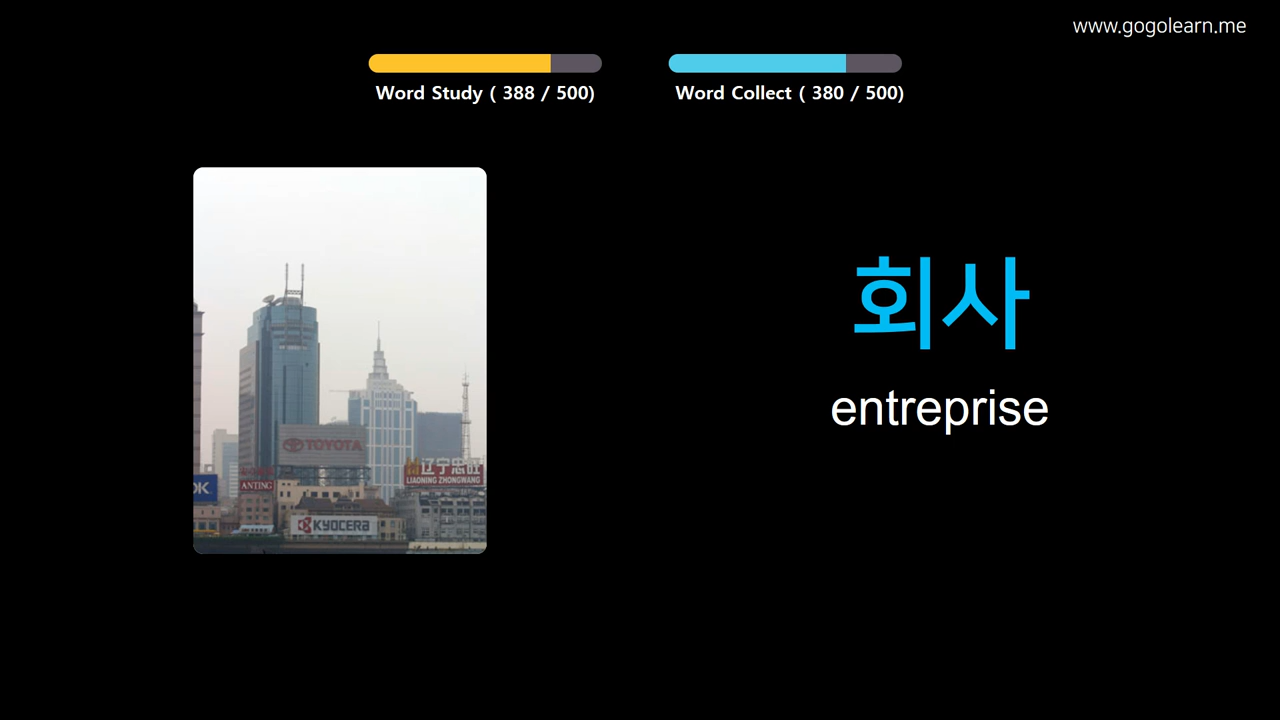 www.gogolearn.me
Word Study ( 388 / 500)
Word Collect ( 380 / 500)
회사
entreprise
TOYOTA
辽宁忠旺
LIAONING ZHONGWANG
OK
ANTING
KYOCERA